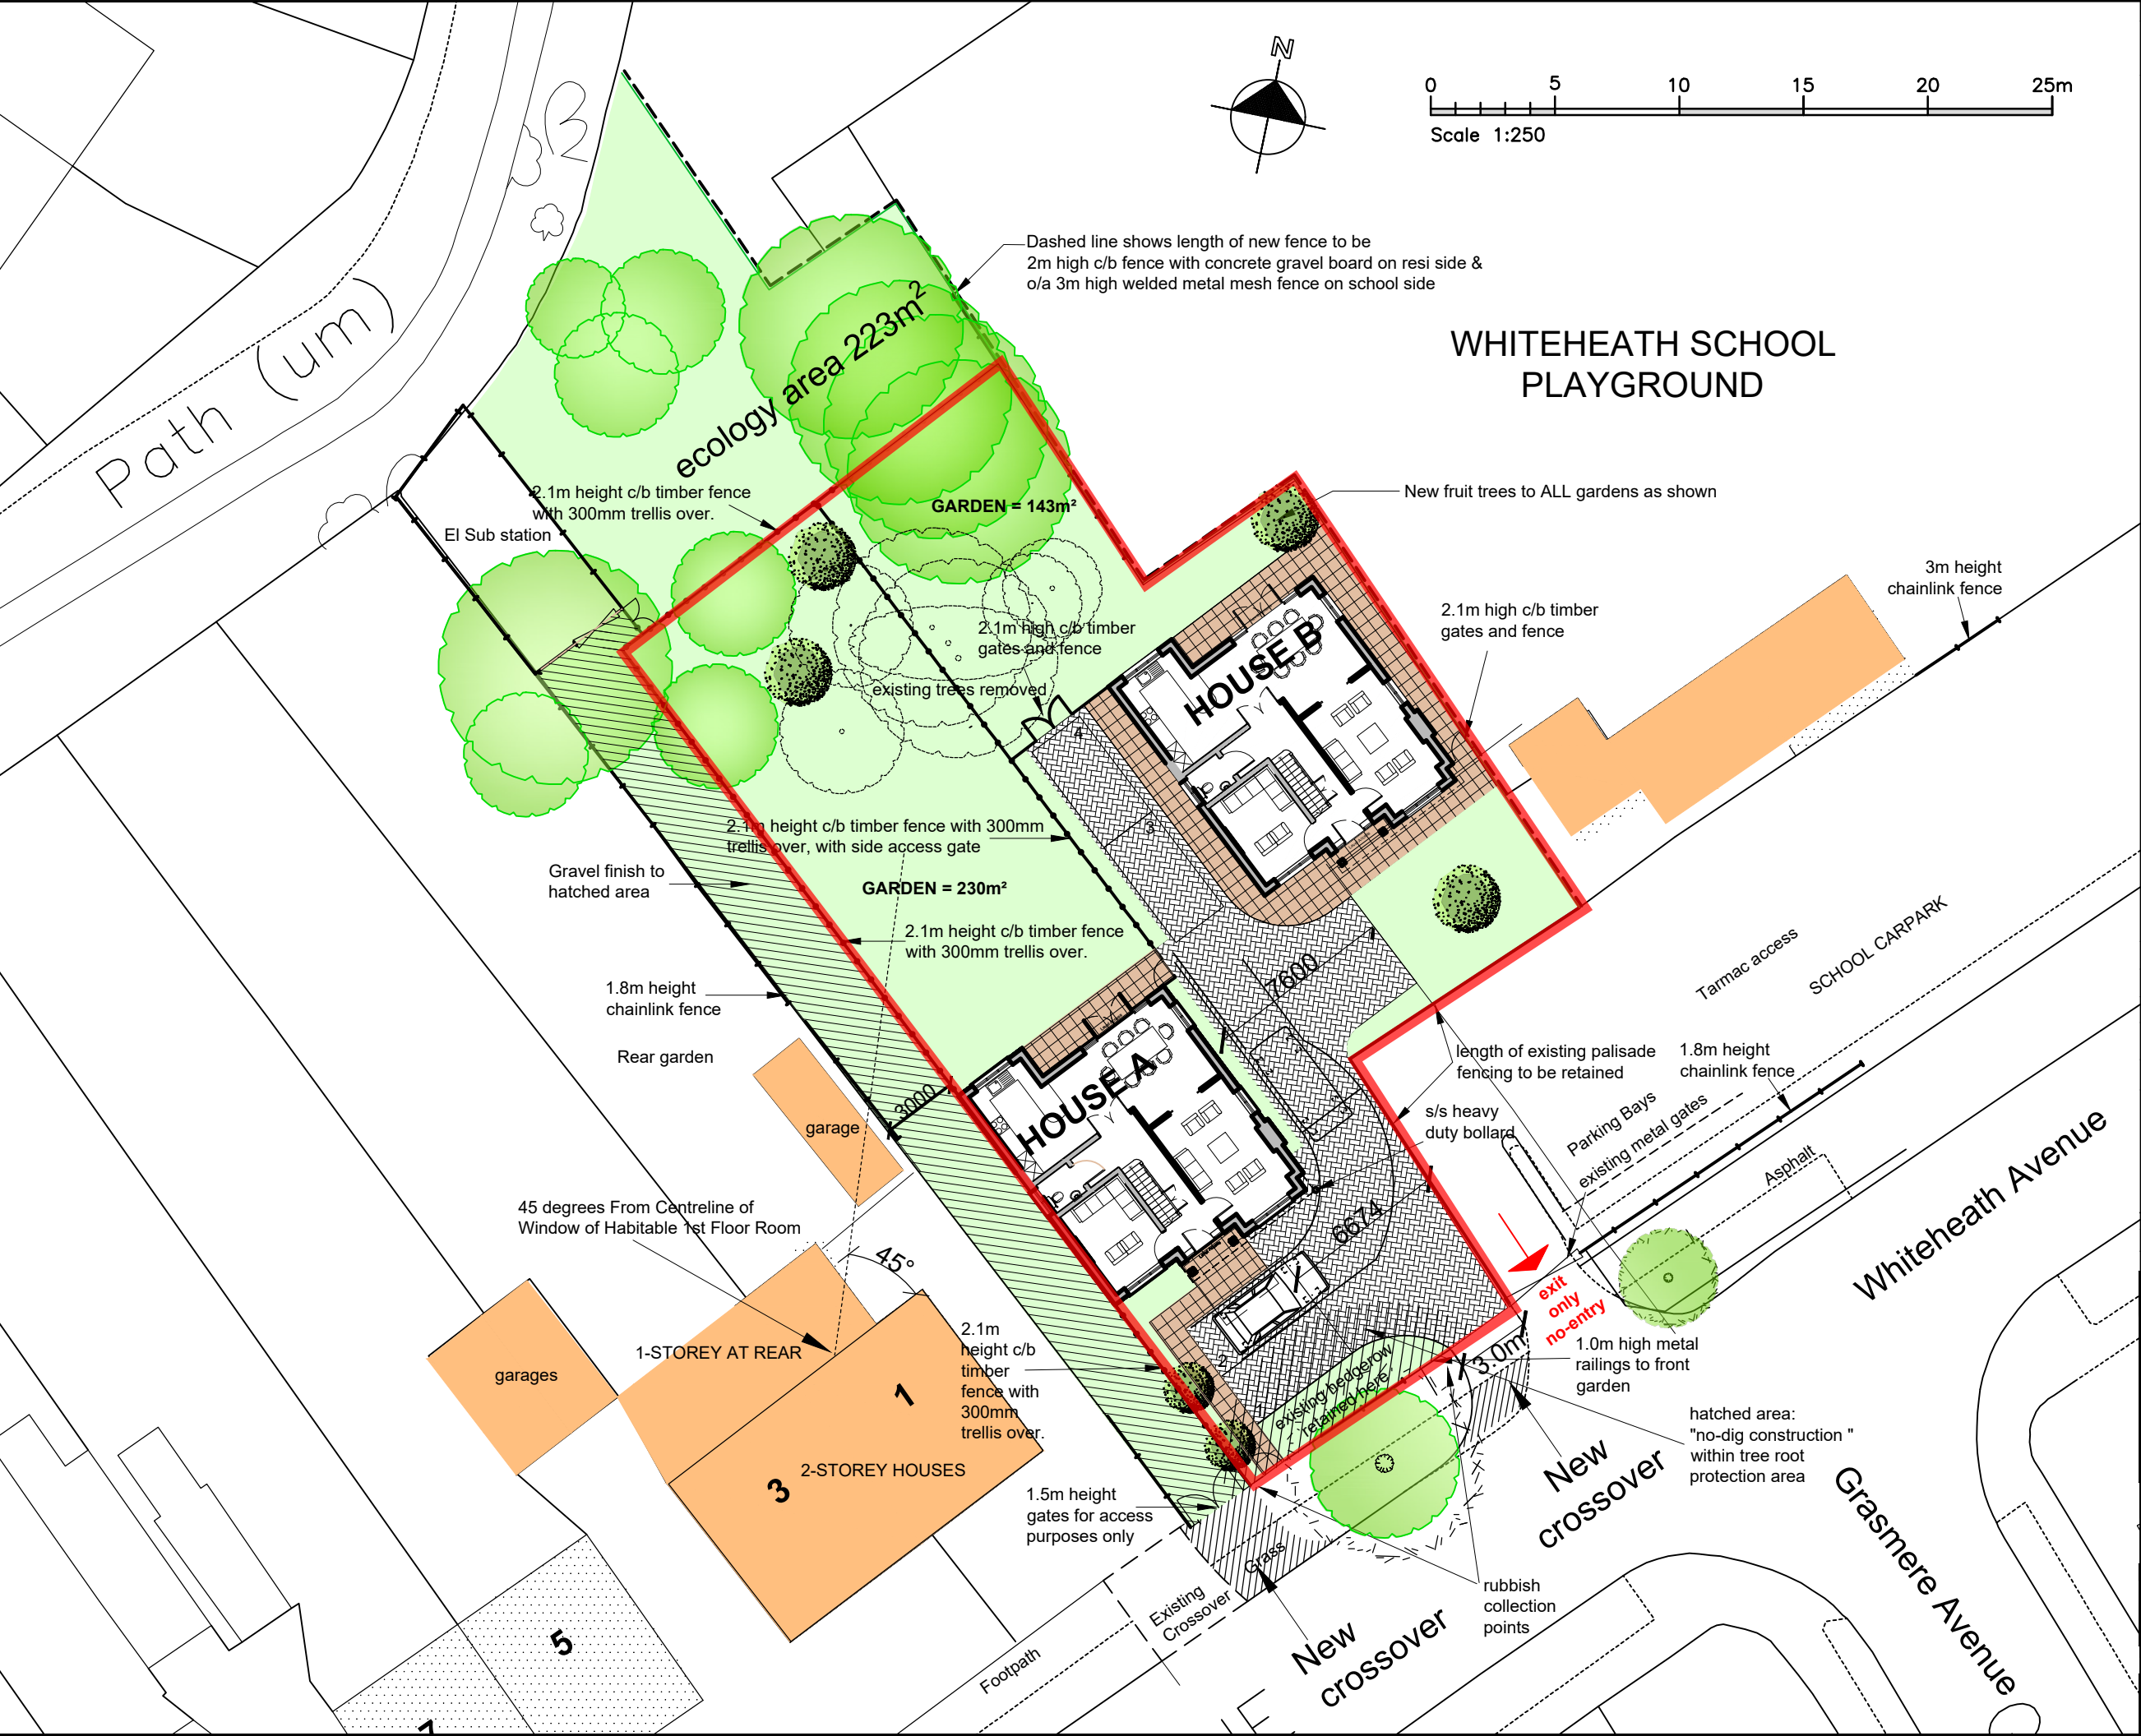 N
0 5 10 15 20 25m
Scale 1:250
Dashed line shows length of new fence to be
2m high c/b fence with concrete gravel board on resi side &
o/a 3m high welded metal mesh fence on school side
WHITEHEATH SCHOOL
PLAYGROUND
Path (um)
ecology area 223m²
2.1m height c/b timber fence
with 300mm trellis over.
GARDEN = 143m²
New fruit trees to ALL gardens as shown
El Sub station
3m height
chainlink fence
2.1m high c/b timber
gates and fence
2.1m high c/b timber
gates and fence
HOUSE B
existing trees removed
4
3
2.1m height c/b timber fence with 300mm
trellis over, with side access gate
Gravel finish to
hatched area
GARDEN = 230m²
2.1m height c/b timber fence
with 300mm trellis over.
7600
Tarmac access
SCHOOL CARPARK
1.8m height
chainlink fence
Rear garden
length of existing palisade
fencing to be retained
1.8m height
chainlink fence
HOUSE A
3000
garage
s/s heavy
duty bollard
Parking Bays
existing metal gates
Asphalt
Whiteheath Avenue
45 degrees From Centreline of
Window of Habitable 1st Floor Room
45°
6674
exit
only
no-entry
1-STOREY AT REAR
garages
1
2.1m
height c/b
timber
fence with
300mm
trellis over.
2
1
existing hedgerow
retained here
3.0m
1.0m high metal
railings to front
garden
3
2-STOREY HOUSES
hatched area:
"no-dig construction "
within tree root
protection area
New
crossover
1.5m height
gates for access
purposes only
Grass
Grasmere Avenue
rubbish
collection
points
Existing
Crossover
New
crossover
Footpath
5
7